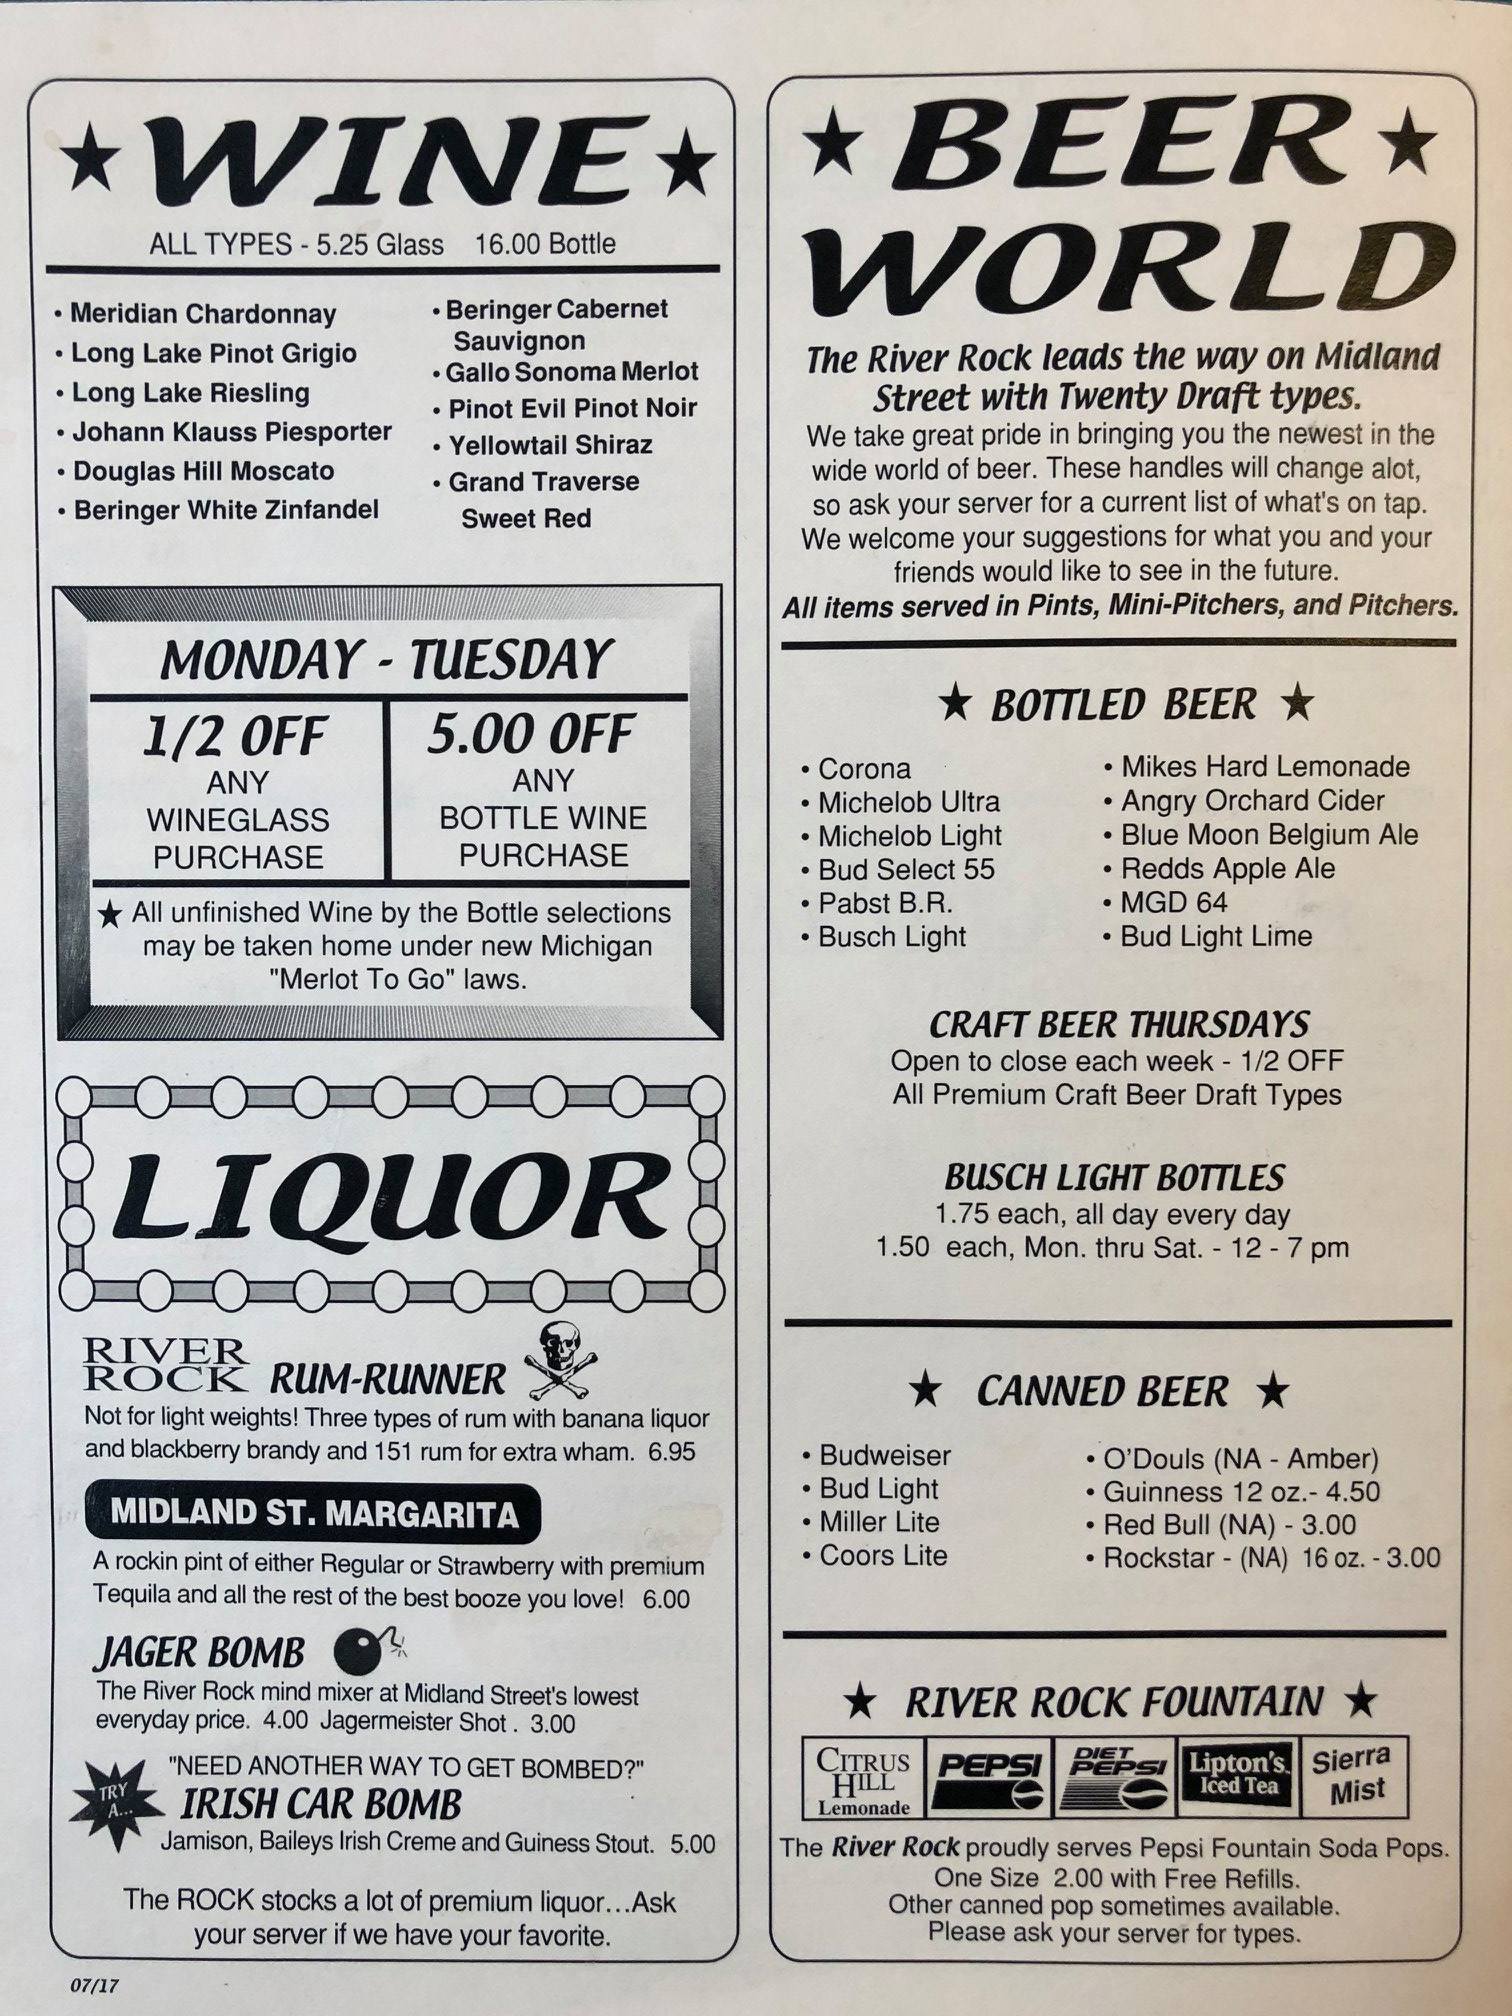 WINE
ALL TYPES - 5.25 Glass 16.00 Bottle
• Meridian Chardonnay
• Long Lake Pinot Grigio
• Long Lake Riesling
• Johann Klauss Piesporter
• Douglas Hill Moscato
• Beringer White Zinfandel
• Beringer Cabernet
Sauvignon
• Gallo Sonoma Merlot
• Pinot Evil Pinot Noir
• Yellowtail Shiraz
• Grand Traverse
Sweet Red
MONDAY - TUESDAY
1/2 OFF
ANY
WINEGLASS
PURCHASE
5.00 OFF
ANY
BOTTLE WINE
PURCHASE
★ All unfinished Wine by the Bottle selections
may be taken home under new Michigan
"Merlot To Go" laws.
LIQUOR
RIVER
ROCK RUM-RUNNER
Not for light weights! Three types of rum with banana liquor
and blackberry brandy and 151 rum for extra wham. 6.95
MIDLAND ST. MARGARITA
A rockin pint of either Regular or Strawberry with premium
Tequila and all the rest of the best booze you love! 6.00
JAGER BOMB
The River Rock mind mixer at Midland Street's lowest
everyday price. 4.00 Jagermeister Shot . 3.00
"NEED ANOTHER WAY TO GET BOMBED?"
TRY
A...
IRISH CAR BOMB
Jamison, Baileys Irish Creme and Guiness Stout. 5.00
The ROCK stocks a lot of premium liquor...Ask
your server if we have your favorite.
07/17
★ BEER ★
WORLD
The River Rock leads the way on Midland
Street with Twenty Draft types.
We take great pride in bringing you the newest in the
wide world of beer. These handles will change alot,
so ask your server for a current list of what's on tap.
We welcome your suggestions for what you and your
friends would like to see in the future.
All items served in Pints, Mini-Pitchers, and Pitchers.
★ BOTTLED BEER ★
• Corona
• Michelob Ultra
• Michelob Light
• Bud Select 55
• Pabst B.R.
• Busch Light
• Mikes Hard Lemonade
• Angry Orchard Cider
• Blue Moon Belgium Ale
• Redds Apple Ale
• MGD 64
• Bud Light Lime
CRAFT BEER THURSDAYS
Open to close each week - 1/2 OFF
All Premium Craft Beer Draft Types
BUSCH LIGHT BOTTLES
1.75 each, all day every day
1.50 each, Mon. thru Sat. - 12 - 7 pm
★ CANNED BEER ★
• Budweiser
• Bud Light
• Miller Lite
• Coors Lite
• O'Douls (NA - Amber)
• Guinness 12 oz.- 4.50
• Red Bull (NA) - 3.00
• Rockstar - (NA) 16 oz. - 3.00
★ RIVER ROCK FOUNTAIN ★
CITRUS
HILL
Lemonade
PEPSI
DIET
PEPSI
Lipton's
Iced Tea
Sierra
Mist
The River Rock proudly serves Pepsi Fountain Soda Pops.
One Size 2.00 with Free Refills.
Other canned pop sometimes available.
Please ask your server for types.